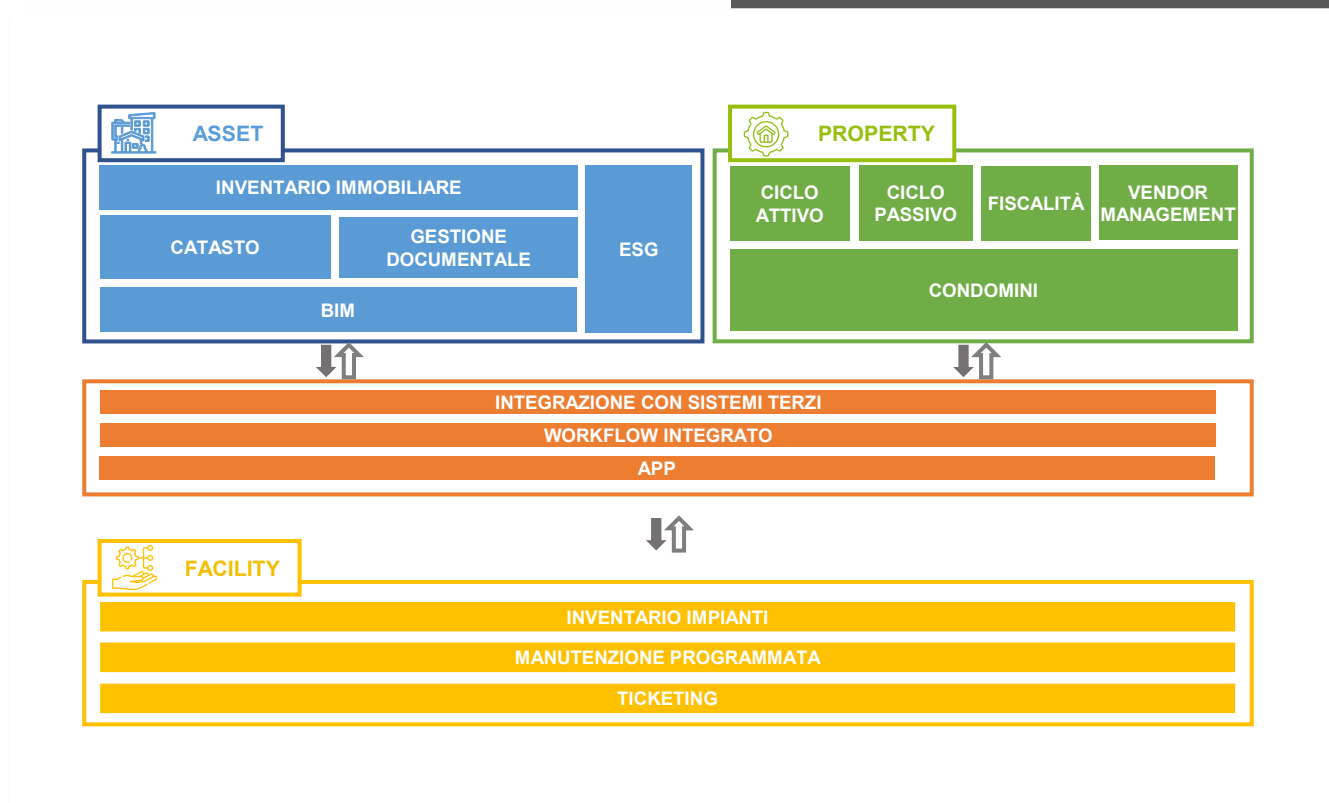 ASSET
INVENTARIO IMMOBILIARE
CATASTO
GESTIONE
DOCUMENTALE
BIM
ESG
PROPERTY
CICLO
ATTIVO
CICLO
PASSIVO
FISCALITÀ
VENDOR
MANAGEMENT
CONDOMINI
INTEGRAZIONE CON SISTEMI TERZI
WORKFLOW INTEGRATO
APP
FACILITY
INVENTARIO IMPIANTI
MANUTENZIONE PROGRAMMATA
TICKETING